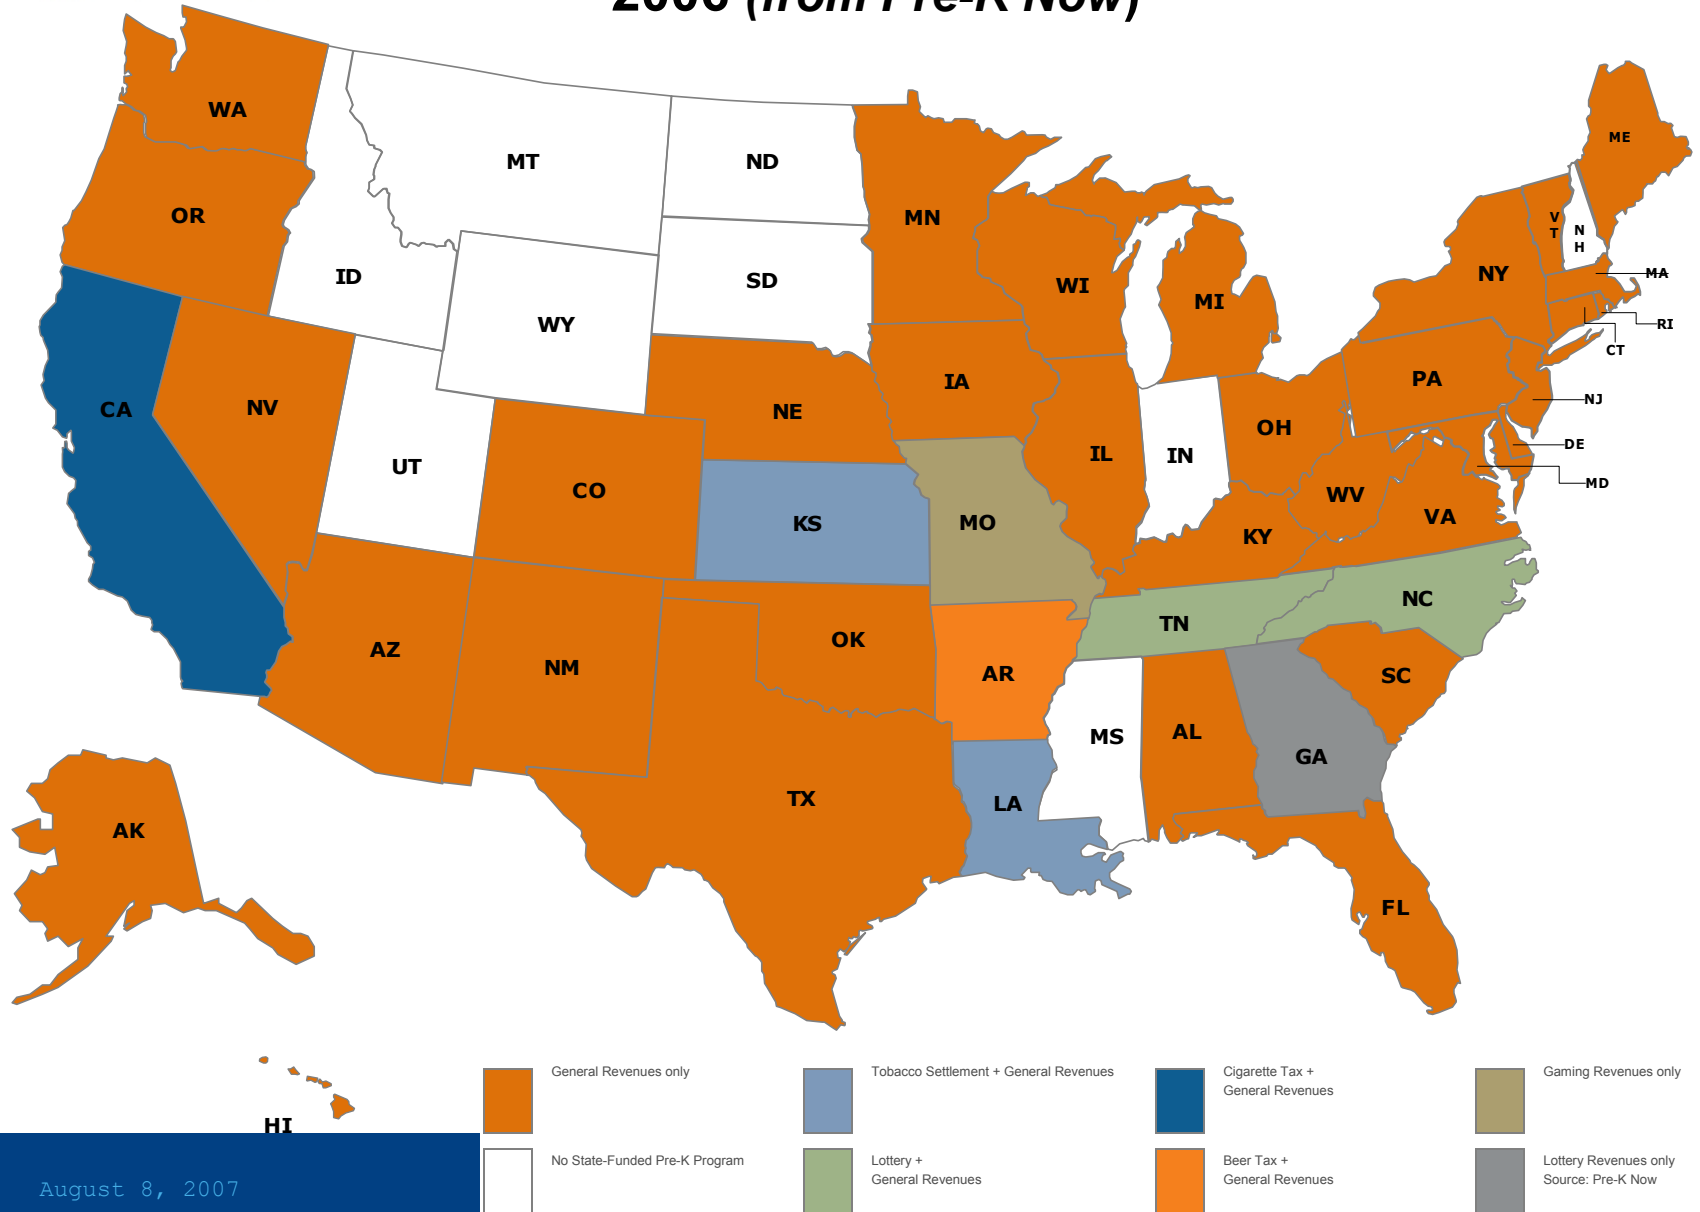 2006 (from Pre-K Now)
WA
ME
MT
ND
OR
MN
V
T
N
H
ID
SD
WI
MI
NY
MA
WY
RI
CT
IA
PA
CA
NV
NE
NJ
OH
DE
UT
IL
IN
MD
CO
WV
KS
MO
VA
KY
NC
TN
AZ
OK
NM
AR
SC
MS
AL
GA
TX
LA
AK
FL
HI
General Revenues only
Tobacco Settlement + General Revenues
Cigarette Tax +
General Revenues
Gaming Revenues only
No State-Funded Pre-K Program
Lottery +
General Revenues
Beer Tax +
General Revenues
Lottery Revenues only
Source: Pre-K Now
August 8, 2007